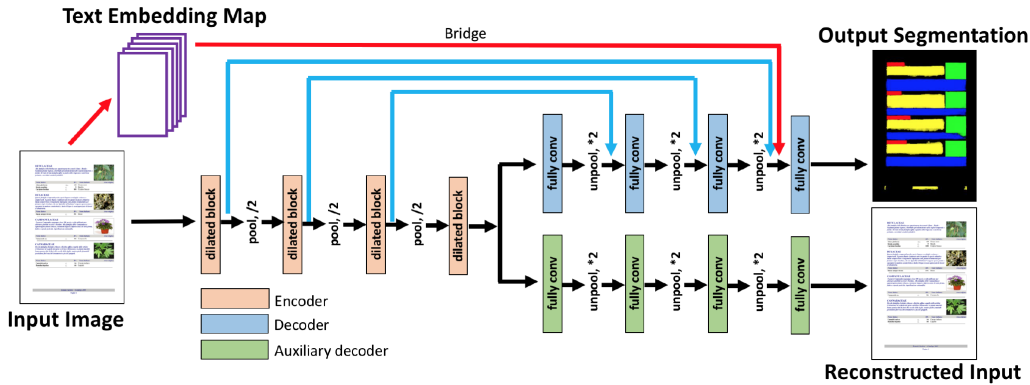 Text Embedding Map
Bridge
Output Segmentation
dilated block
pool, /2
dilated block
pool, /2
dilated block
pool, /2
dilated block
fully conv
unpool, *2
fully conv
unpool, *2
fully conv
unpool, *2
fully conv
fully conv
unpool, *2
fully conv
unpool, *2
fully conv
unpool, *2
fully conv
Input Image
Encoder
Decoder
Auxiliary decoder
Reconstructed Input